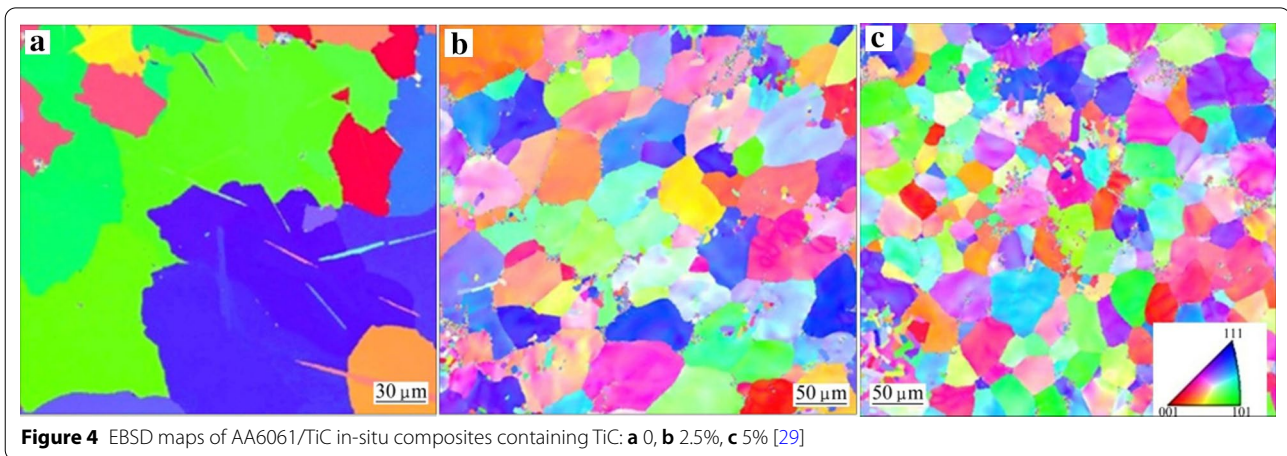 a
b
c
30 μm
50 μm
50 μm
111
001
101
Figure 4 EBSD maps of AA6061/TiC in-situ composites containing TiC: a 0, b 2.5%, c 5% [29]